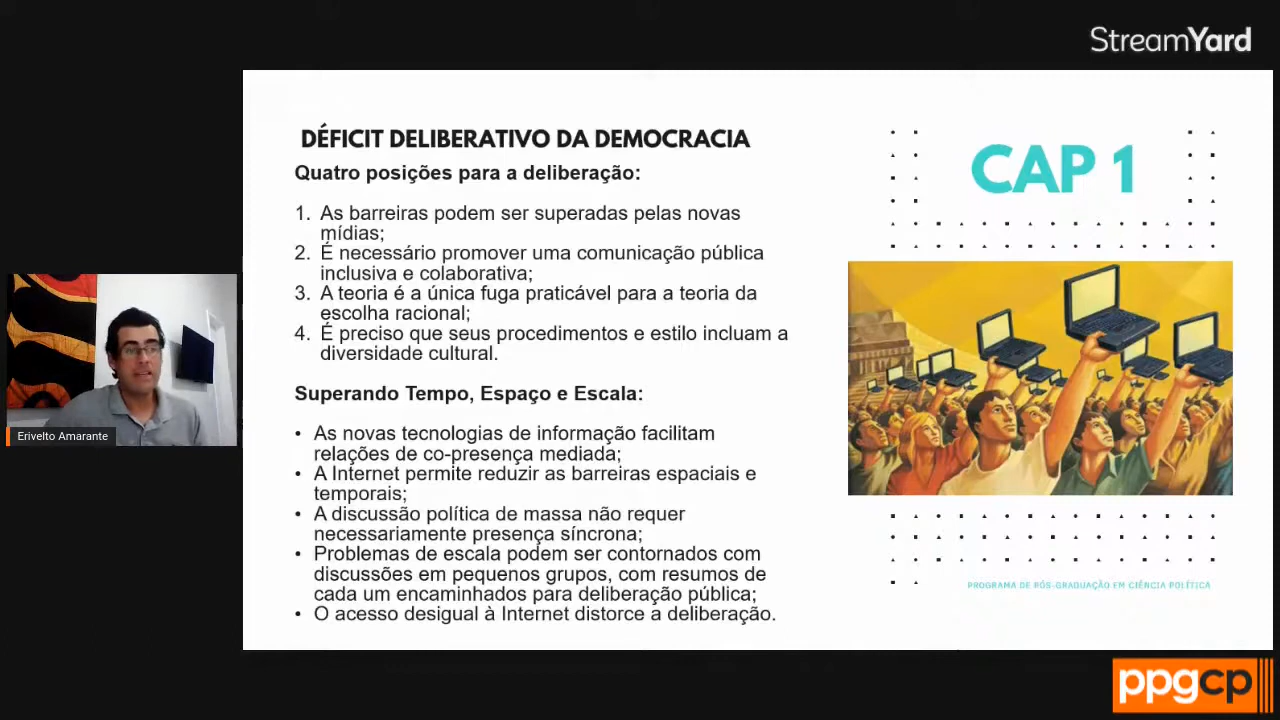 StreamYard
DÉFICIT DELIBERATIVO DA DEMOCRACIA
Quatro posições para a deliberação:
1. As barreiras podem ser superadas pelas novas
mídias;
2. É necessário promover uma comunicação pública
inclusiva e colaborativa;
3. A teoria é a única fuga praticável para a teoria da
escolha racional;
4. É preciso que seus procedimentos e estilo incluam a
diversidade cultural.
Superando Tempo, Espaço e Escala:
• As novas tecnologias de informação facilitam
relações de co-presença mediada;
• A Internet permite reduzir as barreiras espaciais e
temporais;
• A discussão política de massa não requer
necessariamente presença síncrona;
• Problemas de escala podem ser contornados com
discussões em pequenos grupos, com resumos de
cada um encaminhados para deliberação pública;
• O acesso desigual à Internet distorce a deliberação.
CAP 1
PROGRAMA DE PÓS-GRADUAÇÃO EM CIÊNCIA POLÍTICA
Erivelto Amarante
ppgcp